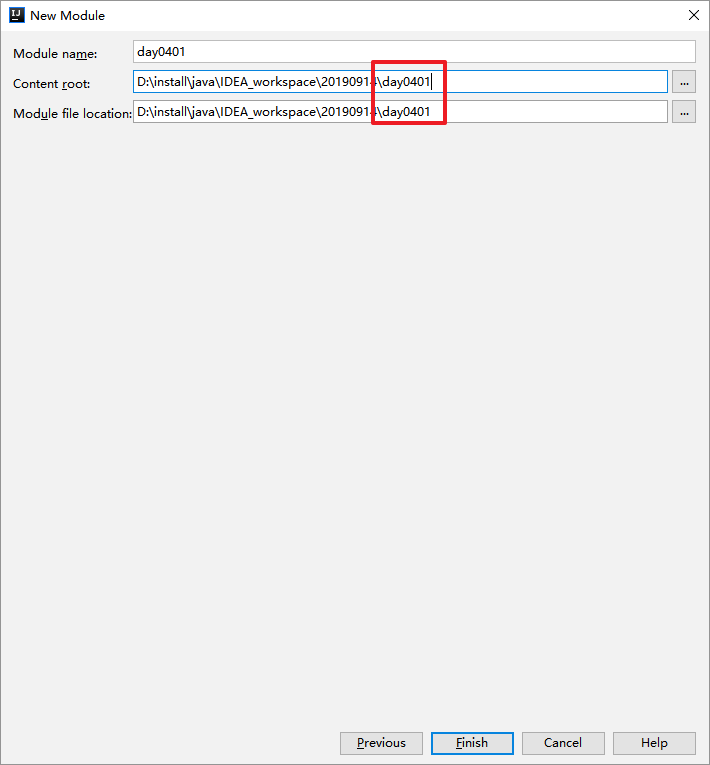 New Module
Module name: day0401
Content root: D:\install\java\IDEA_workspace\20190914\day0401 ...
Module file location: D:\install\java\IDEA_workspace\20190914\day0401 ...
Previous Finish Cancel Help